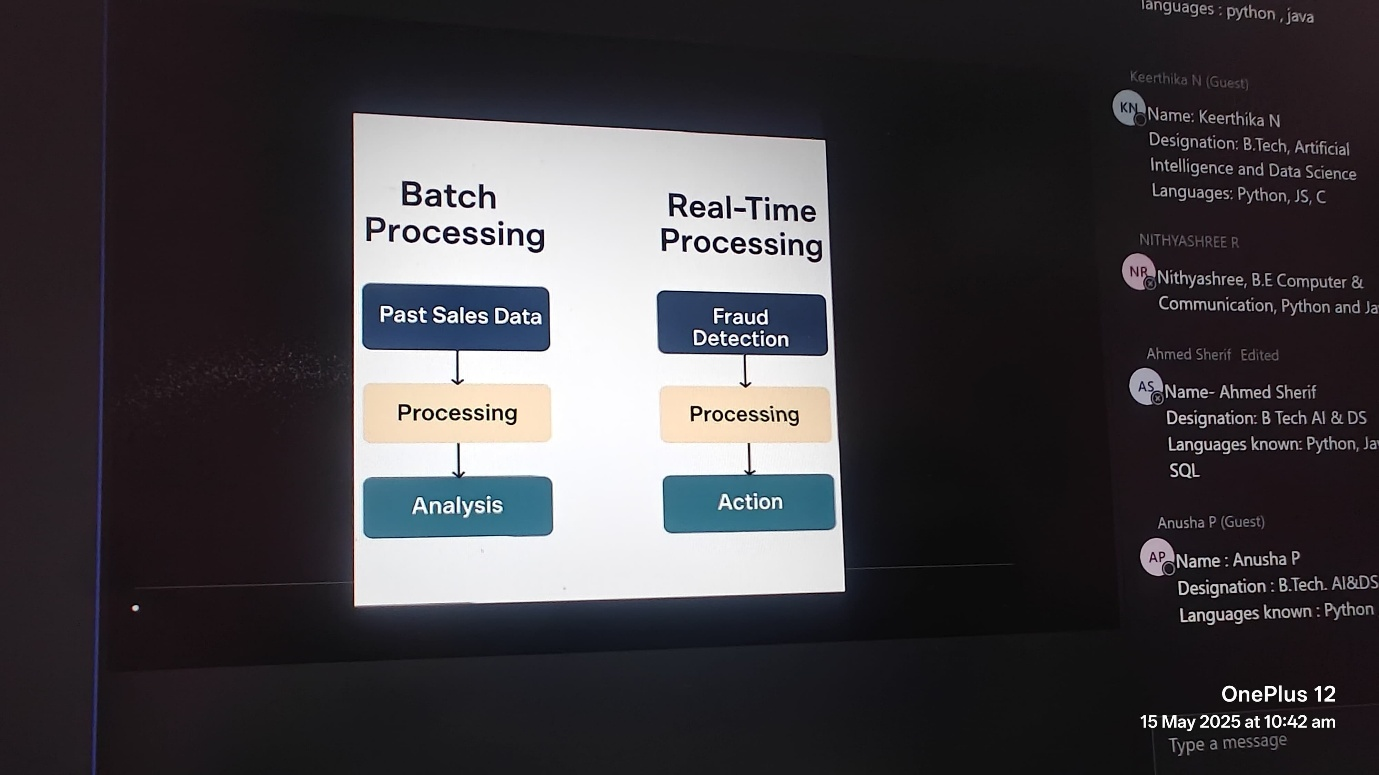 Batch
Processing
Past Sales Data
Processing
Analysis
Real-Time
Processing
Fraud
Detection
Processing
Action
languages : python , java
Keerthika N (Guest)
KN
Name: Keerthika N
Designation: B.Tech, Artificial
Intelligence and Data Science
Languages: Python, JS, C
NITHYASHREE R
NR
Nithyashree, B.E Computer &
Communication, Python and Ja
Ahmed Sherif Edited
AS
Name- Ahmed Sherif
Designation: B Tech AI & DS
Languages known: Python, Jav
SQL
Anusha P (Guest)
AP
Name : Anusha P
Designation : B.Tech. AI&DS
Languages known : Python
OnePlus 12
15 May 2025 at 10:42 am
Type a message